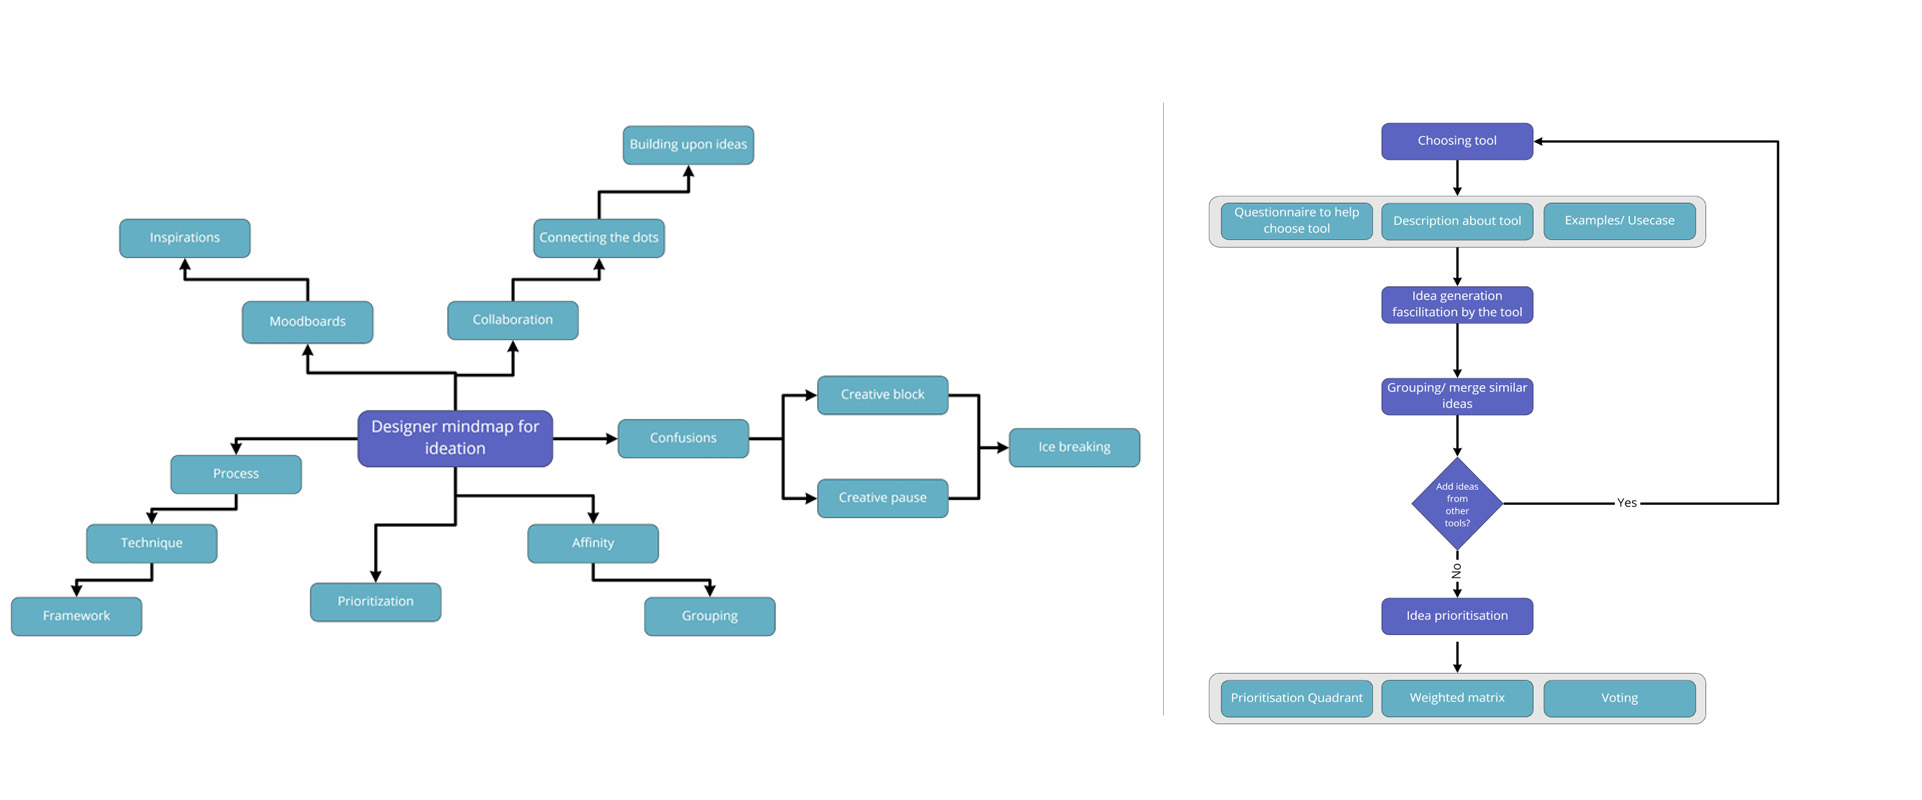 Building upon ideas
Inspirations
Connecting the dots
Moodboards
Collaboration
Creative block
Designer mindmap for
ideation
Confusions
Ice breaking
Process
Creative pause
Technique
Affinity
Prioritization
Framework
Grouping
Choosing tool
Questionnaire to help
choose tool
Description about tool
Examples/ Usecase
Idea generation
fascilitation by the tool
Grouping/ merge similar
ideas
Add ideas
from
other
tools?
Yes
No
Idea prioritisation
Prioritisation Quadrant
Weighted matrix
Voting